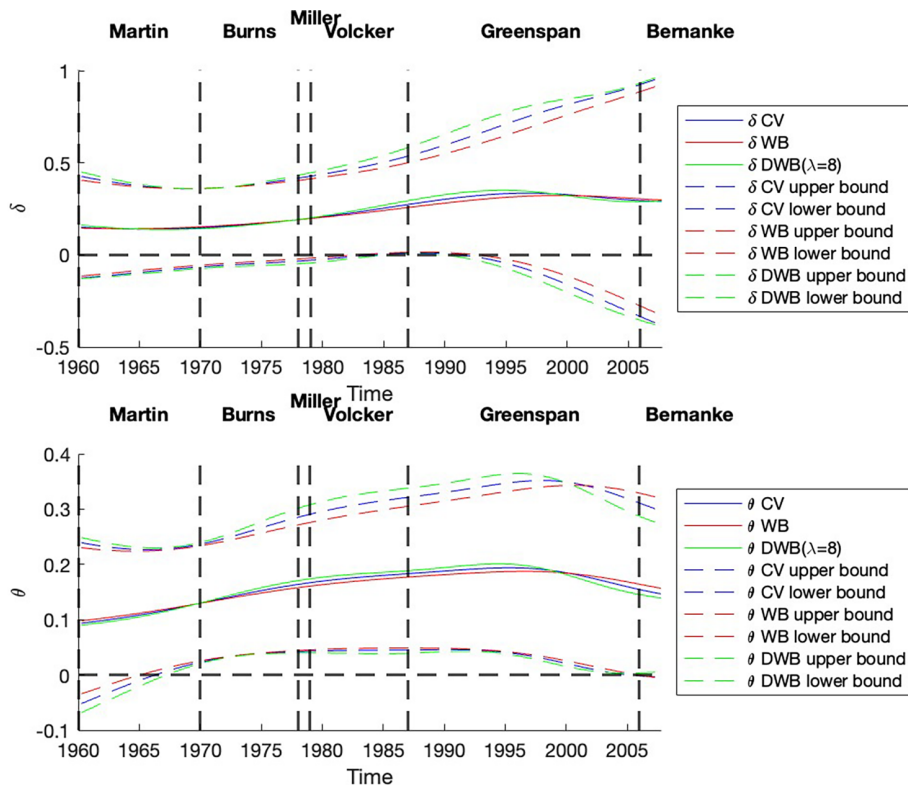 Miller
Martin Burns Volcker Greenspan Bernanke
1
0.5
δ
0
-0.5
1960 1965 1970 1975 1980 1985 1990 1995 2000 2005
Time
δ CV
δ WB
δ DWB(λ=8)
δ CV upper bound
δ CV lower bound
δ WB upper bound
δ WB lower bound
δ DWB upper bound
δ DWB lower bound
Miller
Martin Burns Volcker Greenspan Bernanke
0.4
0.3
0.2
θ
0.1
0
-0.1
1960 1965 1970 1975 1980 1985 1990 1995 2000 2005
Time
θ CV
θ WB
θ DWB(λ=8)
θ CV upper bound
θ CV lower bound
θ WB upper bound
θ WB lower bound
θ DWB upper bound
θ DWB lower bound